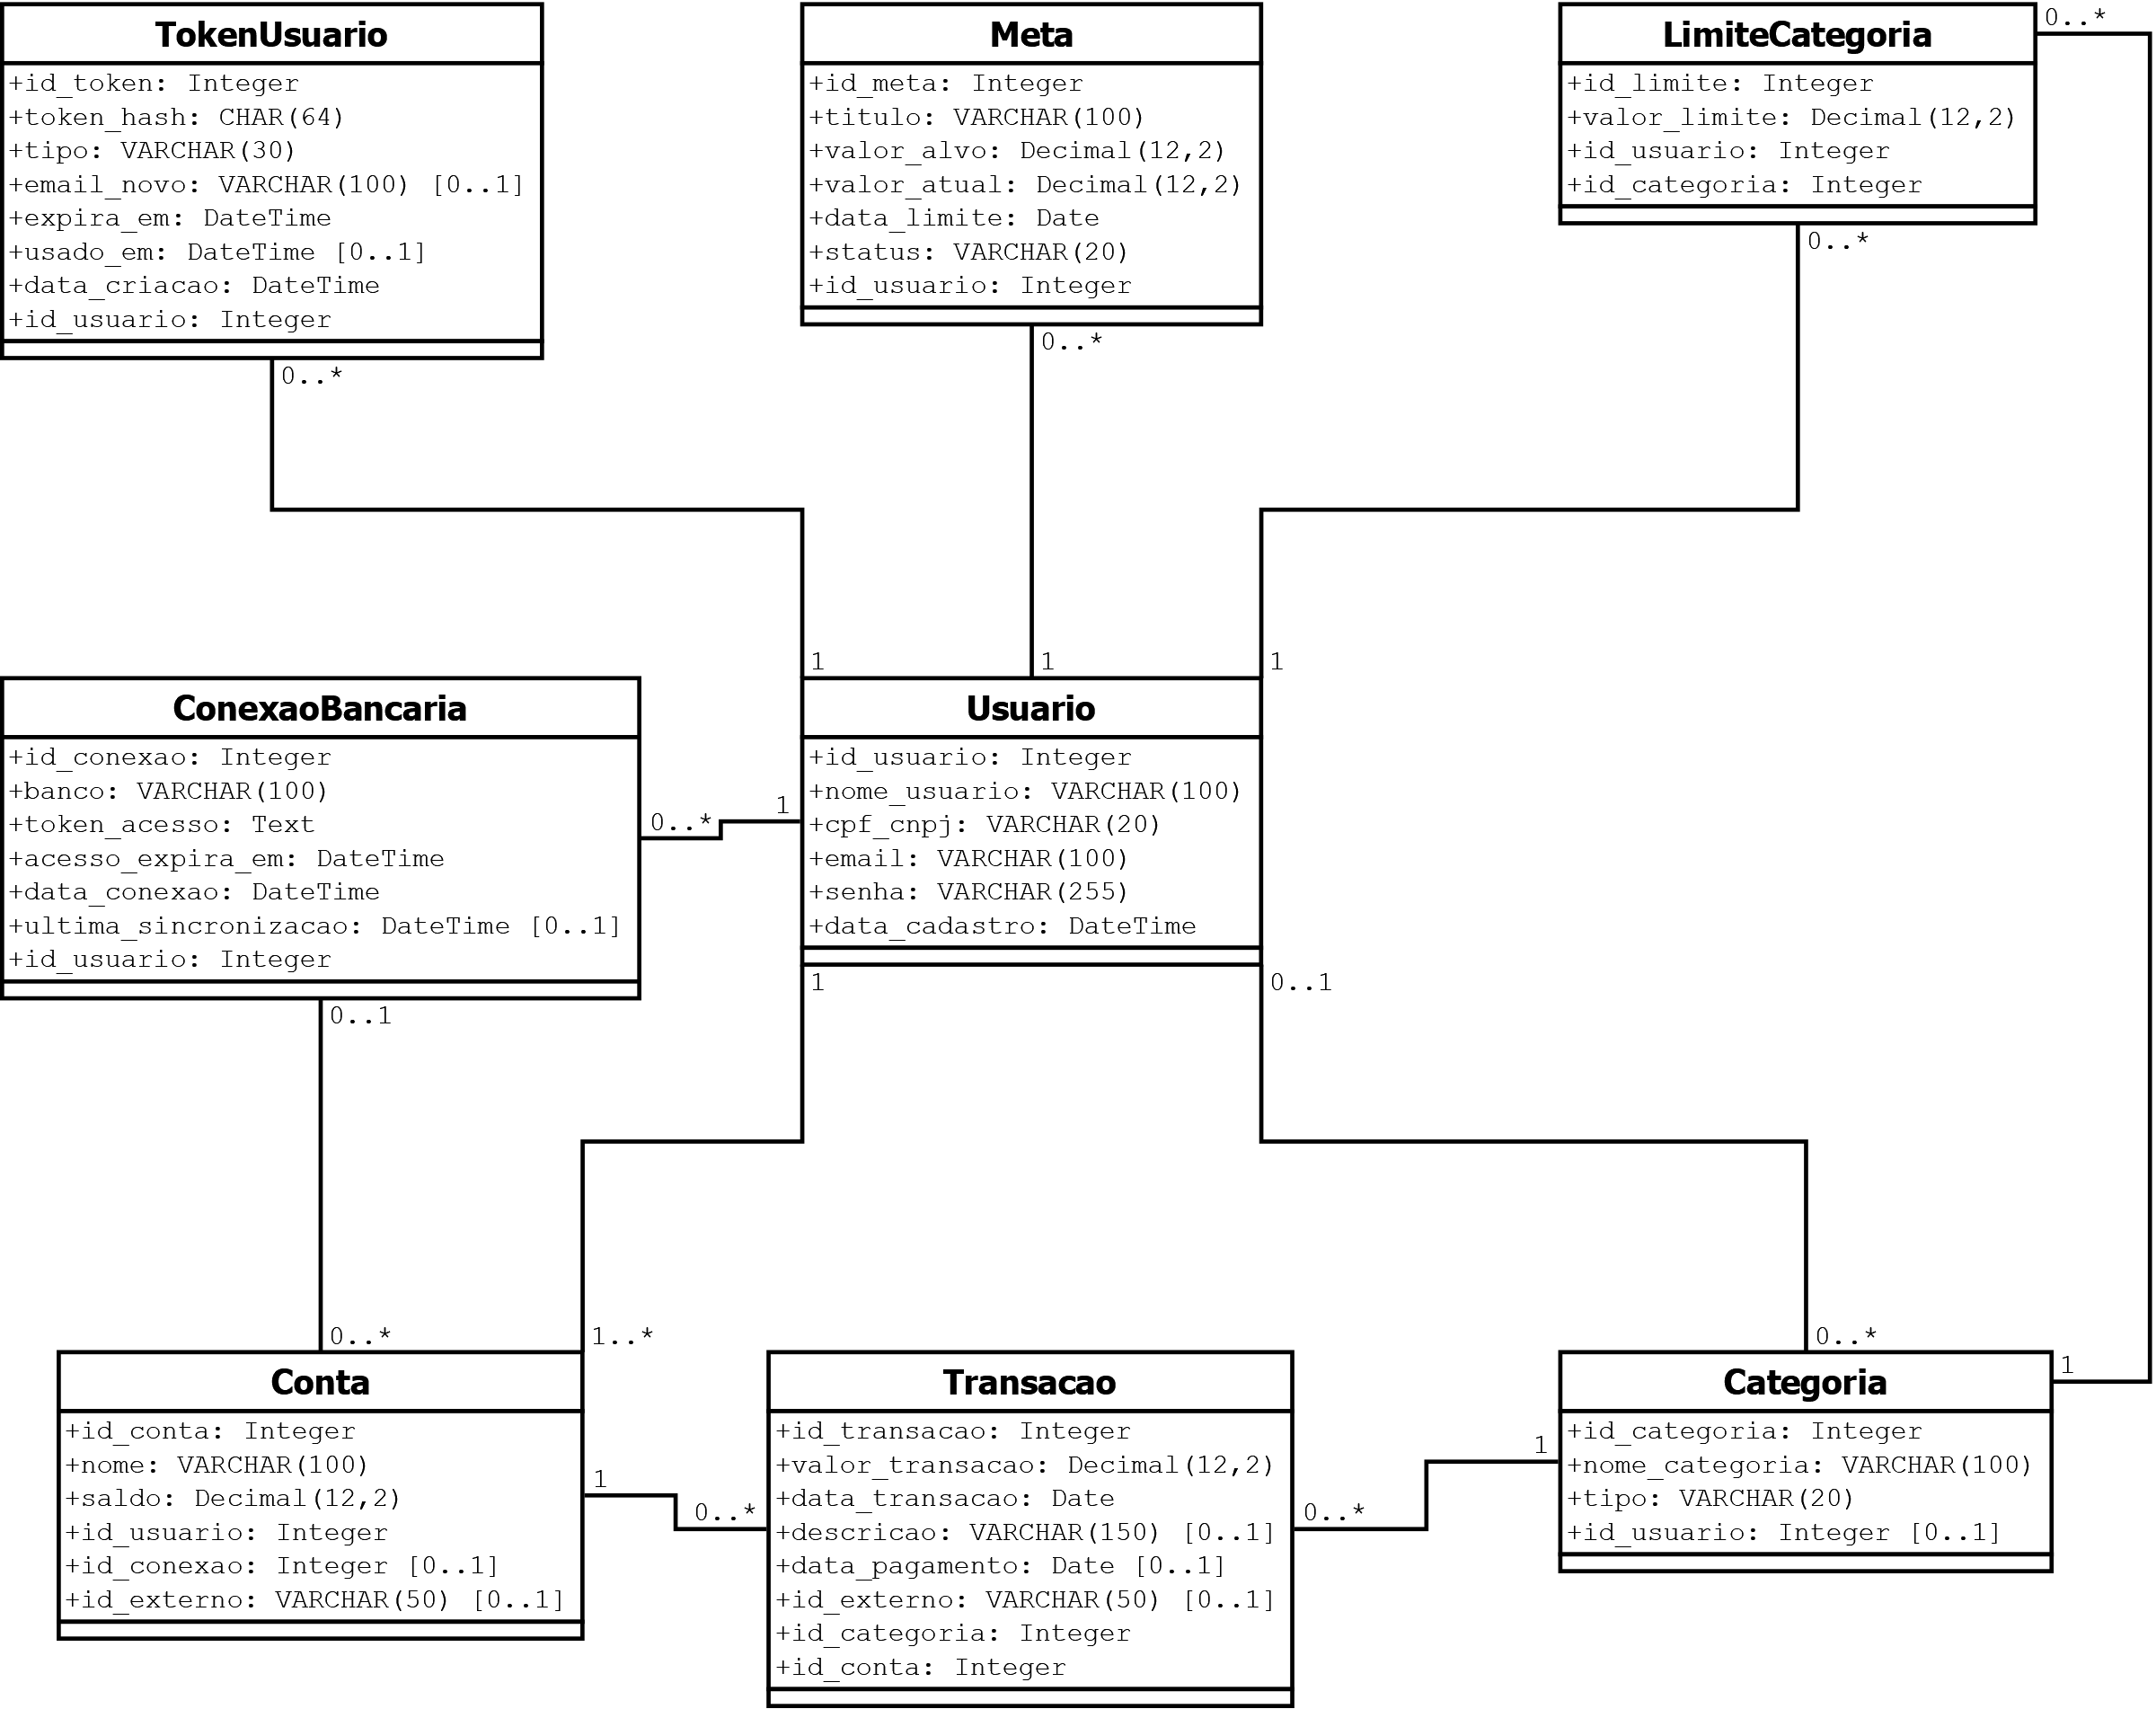 TokenUsuario
+id_token: Integer
+token_hash: CHAR(64)
+tipo: VARCHAR(30)
+email_novo: VARCHAR(100) [0..1]
+expira_em: DateTime
+usado_em: DateTime [0..1]
+data_criacao: DateTime
+id_usuario: Integer
0..*
Meta
+id_meta: Integer
+titulo: VARCHAR(100)
+valor_alvo: Decimal(12,2)
+valor_atual: Decimal(12,2)
+data_limite: Date
+status: VARCHAR(20)
+id_usuario: Integer
0..*
LimiteCategoria
0..*
+id_limite: Integer
+valor_limite: Decimal(12,2)
+id_usuario: Integer
+id_categoria: Integer
0..*
1
1
1
ConexaoBancaria
+id_conexao: Integer
+banco: VARCHAR(100)
+token_acesso: Text
+acesso_expira_em: DateTime
+data_conexao: DateTime
+ultima_sincronizacao: DateTime [0..1]
+id_usuario: Integer
0..1
0..*
1
Usuario
+id_usuario: Integer
+nome_usuario: VARCHAR(100)
+cpf_cnpj: VARCHAR(20)
+email: VARCHAR(100)
+senha: VARCHAR(255)
+data_cadastro: DateTime
1
0..1
0..*
1..*
Conta
+id_conta: Integer
+nome: VARCHAR(100)
+saldo: Decimal(12,2)
+id_usuario: Integer
+id_conexao: Integer [0..1]
+id_externo: VARCHAR(50) [0..1]
1
0..*
Transacao
+id_transacao: Integer
+valor_transacao: Decimal(12,2)
+data_transacao: Date
+descricao: VARCHAR(150) [0..1]
+data_pagamento: Date [0..1]
+id_externo: VARCHAR(50) [0..1]
+id_categoria: Integer
+id_conta: Integer
0..*
1
0..*
1
Categoria
+id_categoria: Integer
+nome_categoria: VARCHAR(100)
+tipo: VARCHAR(20)
+id_usuario: Integer [0..1]